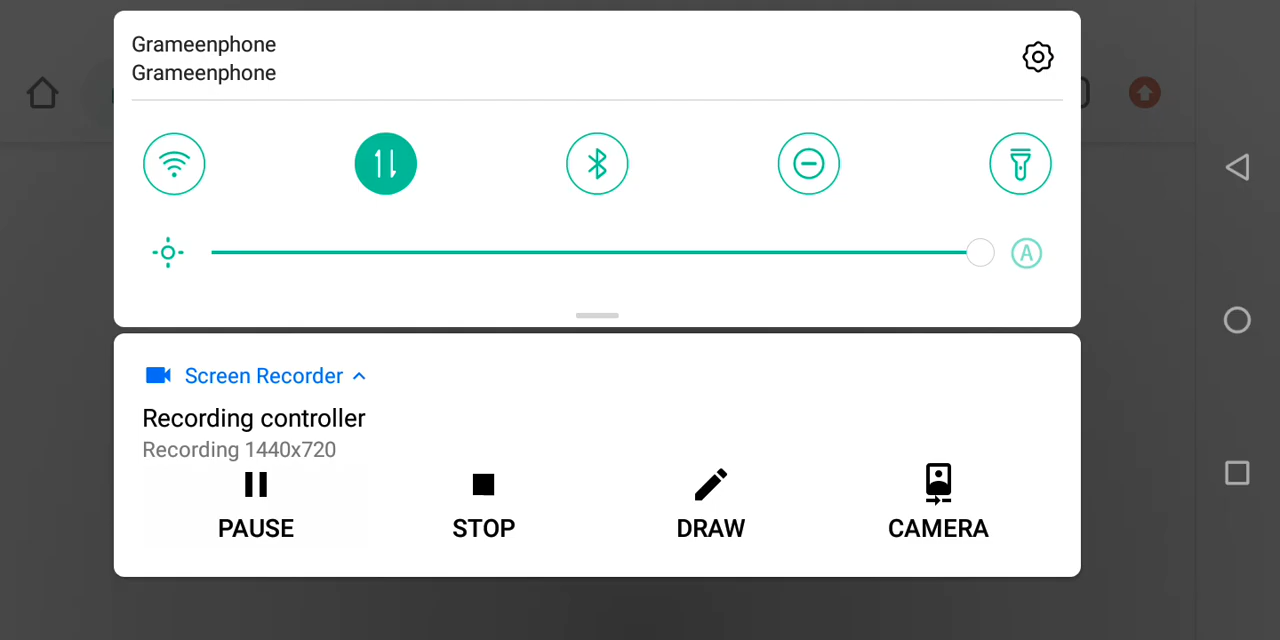 Grameenphone
Grameenphone
A
Screen Recorder
Recording controller
Recording 1440x720
PAUSE
STOP
DRAW
CAMERA